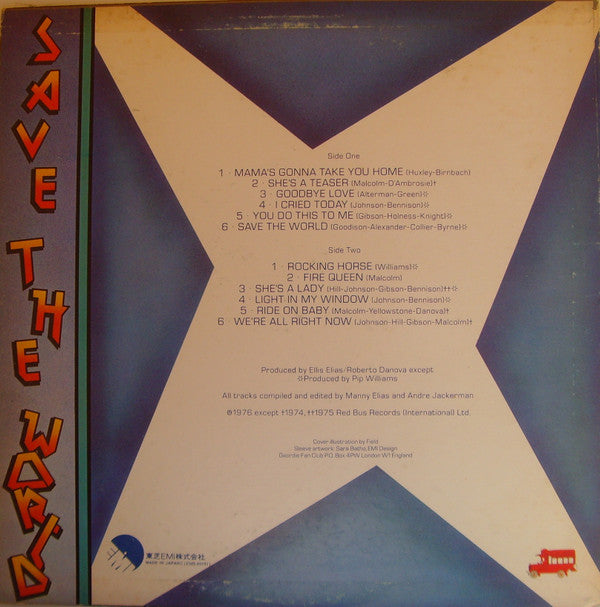 SAVE THE WORLD
Side One
1 · MAMA'S GONNA TAKE YOU HOME (Huxley-Birnbach)
2 · SHE'S A TEASER (Malcolm-D'Ambrosie)†
3 · GOODBYE LOVE (Alterman-Green)◊
4 · I CRIED TODAY (Johnson-Bennison)◊
5 · YOU DO THIS TO ME (Gibson-Holness-Knight)◊
6 · SAVE THE WORLD (Goodison-Alexander-Collier-Byrne)◊
Side Two
1 · ROCKING HORSE (Williams)◊
2 · FIRE QUEEN (Malcolm)
3 · SHE'S A LADY (Hill-Johnson-Gibson-Bennison)††◊
4 · LIGHT IN MY WINDOW (Johnson-Bennison)◊
5 · RIDE ON BABY (Malcolm-Yellowstone-Danova)†
6 · WE'RE ALL RIGHT NOW (Johnson-Hill-Gibson-Malcolm)†
Produced by Ellis Elias/Roberto Danova except
◊Produced by Pip Williams
All tracks compiled and edited by Manny Elias and Andre Jackerman
℗1976 except †1974, ††1975 Red Bus Records (International) Ltd.
Cover illustration by Field
Sleeve artwork: Sara Batho, EMI Design
Geordie Fan Club P.O. Box 4PW London W1 England
東芝EMI株式会社
MADE IN JAPAN